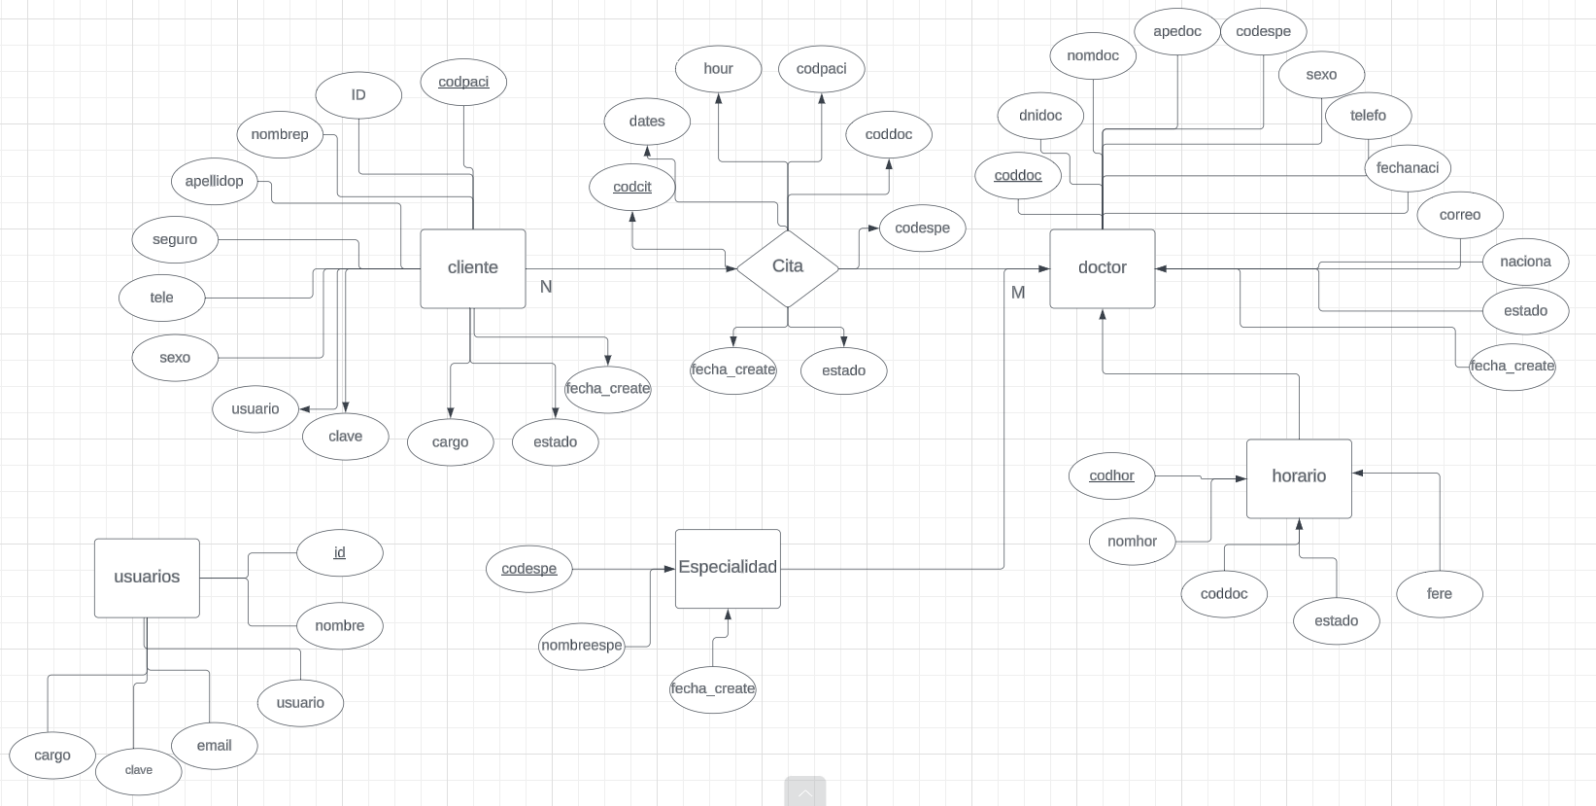 ID
codpaci
nombrep
apellidop
seguro
tele
sexo
usuario
clave
cargo
estado
fecha_create
cliente
N
hour
codpaci
dates
coddoc
codcit
codespe
Cita
fecha_create
estado
M
apedoc
codespe
nomdoc
sexo
dnidoc
telefo
coddoc
fechanaci
correo
naciona
estado
fecha_create
doctor
horario
codhor
nomhor
coddoc
estado
fere
Especialidad
codespe
nombreespe
fecha_create
usuarios
id
nombre
usuario
email
clave
cargo